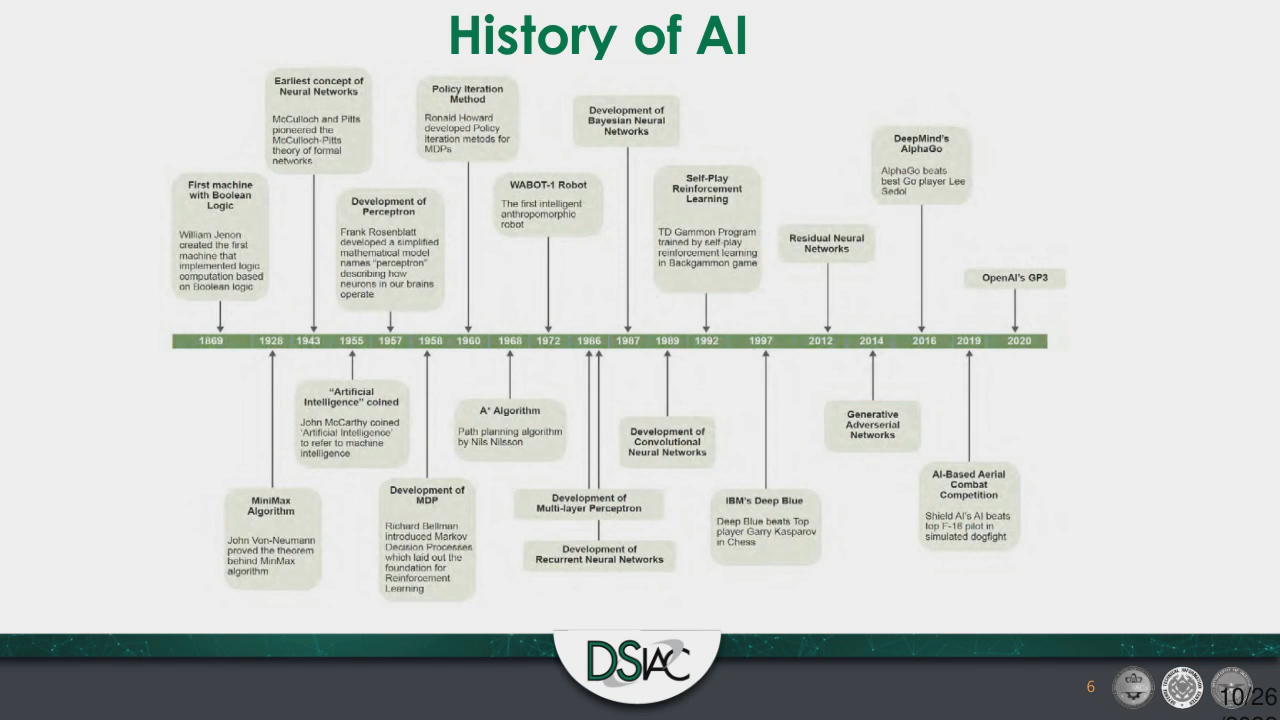 History of AI
Earliest concept of
Neural Networks
McCulloch and Pitts
pioneered the
McCulloch-Pitts
theory of formal
networks
Policy Iteration
Method
Ronald Howard
developed Policy
Iteration metods for
MDPs
Development of
Bayesian Neural
Networks
DeepMind's
AlphaGo
AlphaGo beats
best Go player Lee
Sedol
First machine
with Boolean
Logic
William Jenon
created the first
machine that
implemented logic
computation based
on Boolean logic
Development of
Perceptron
Frank Rosenblatt
developed a simplified
mathematical model
names "perceptron"
describing how
neurons in our brains
operate
WABOT-1 Robot
The first intelligent
anthropomorphic
robot
Self-Play
Reinforcement
Learning
TD Gammon Program
trained by self-play
reinforcement learning
in Backgammon game
Residual Neural
Networks
OpenAI's GP3
1869 1928 1943 1955 1957 1958 1960 1968 1972 1986 1987 1989 1992 1997 2012 2014 2016 2019 2020
"Artificial
Intelligence" coined
John McCarthy coined
'Artificial Intelligence'
to refer to machine
intelligence
A* Algorithm
Path planning algorithm
by Nils Nilsson
Development of
Convolutional
Neural Networks
Generative
Adverserial
Networks
MiniMax
Algorithm
John Von-Neumann
proved the theorem
behind MinMax
algorithm
Development of
MDP
Richard Bellman
introduced Markov
Decision Processes
which laid out the
foundation for
Reinforcement
Learning
Development of
Multi-layer Perceptron
Development of
Recurrent Neural Networks
IBM's Deep Blue
Deep Blue beats Top
player Garry Kasparov
in Chess
AI-Based Aerial
Combat
Competition
Shield AI's AI beats
top F-16 pilot in
simulated dogfight
DSIAC
6
10/26